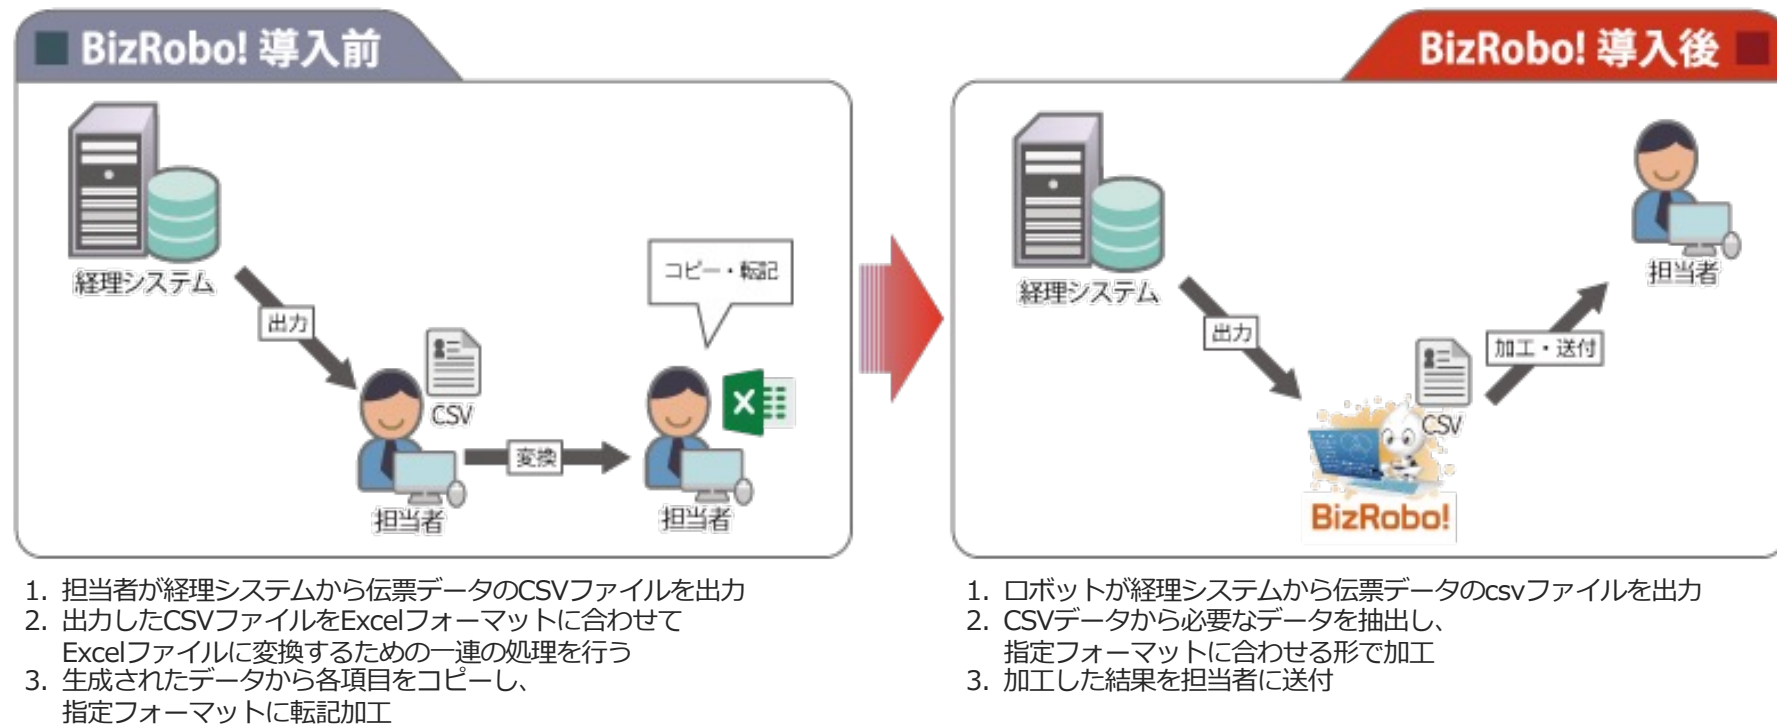 BizRobo! 導入前
経理システム
出力
CSV
担当者
変換
コピー・転記
担当者
1. 担当者が経理システムから伝票データのCSVファイルを出力
2. 出力したCSVファイルをExcelフォーマットに合わせて
Excelファイルに変換するための一連の処理を行う
3. 生成されたデータから各項目をコピーし、
指定フォーマットに転記加工
BizRobo! 導入後
経理システム
出力
CSV
BizRobo!
加工・送付
担当者
1. ロボットが経理システムから伝票データのcsvファイルを出力
2. CSVデータから必要なデータを抽出し、
指定フォーマットに合わせる形で加工
3. 加工した結果を担当者に送付